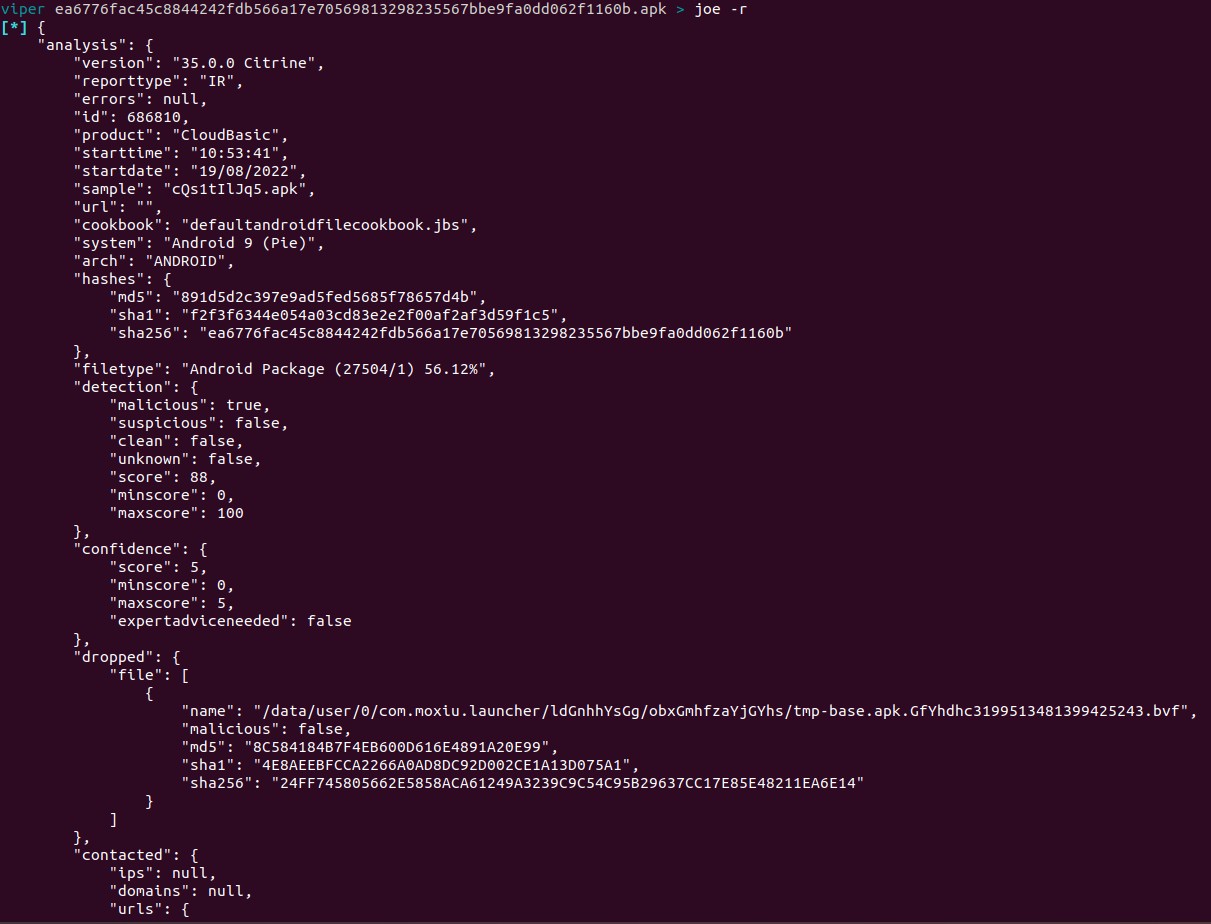 viper ea6776fac45c8844242fdb566a17e70569813298235567bbe9fa0dd062f1160b.apk > joe -r
[*] {
    "analysis": {
        "version": "35.0.0 Citrine",
        "reporttype": "IR",
        "errors": null,
        "id": 686810,
        "product": "CloudBasic",
        "starttime": "10:53:41",
        "startdate": "19/08/2022",
        "sample": "cQs1tIlJq5.apk",
        "url": "",
        "cookbook": "defaultandroidfilecookbook.jbs",
        "system": "Android 9 (Pie)",
        "arch": "ANDROID",
        "hashes": {
            "md5": "891d5d2c397e9ad5fed5685f78657d4b",
            "sha1": "f2f3f6344e054a03cd83e2e2f00af2af3d59f1c5",
            "sha256": "ea6776fac45c8844242fdb566a17e70569813298235567bbe9fa0dd062f1160b"
        },
        "filetype": "Android Package (27504/1) 56.12%",
        "detection": {
            "malicious": true,
            "suspicious": false,
            "clean": false,
            "unknown": false,
            "score": 88,
            "minscore": 0,
            "maxscore": 100
        },
        "confidence": {
            "score": 5,
            "minscore": 0,
            "maxscore": 5,
            "expertadviceneeded": false
        },
        "dropped": {
            "file": [
                {
                    "name": "/data/user/0/com.moxiu.launcher/ldGnhhYsGg/obxGmhfzaYjGYhs/tmp-base.apk.GfYhdhc3199513481399425243.bvf",
                    "malicious": false,
                    "md5": "8C584184B7F4EB600D616E4891A20E99",
                    "sha1": "4E8AEEBFCCA2266A0AD8DC92D002CE1A13D075A1",
                    "sha256": "24FF745805662E5858ACA61249A3239C9C54C95B29637CC17E85E48211EA6E14"
                }
            ]
        },
        "contacted": {
            "ips": null,
            "domains": null,
            "urls": {